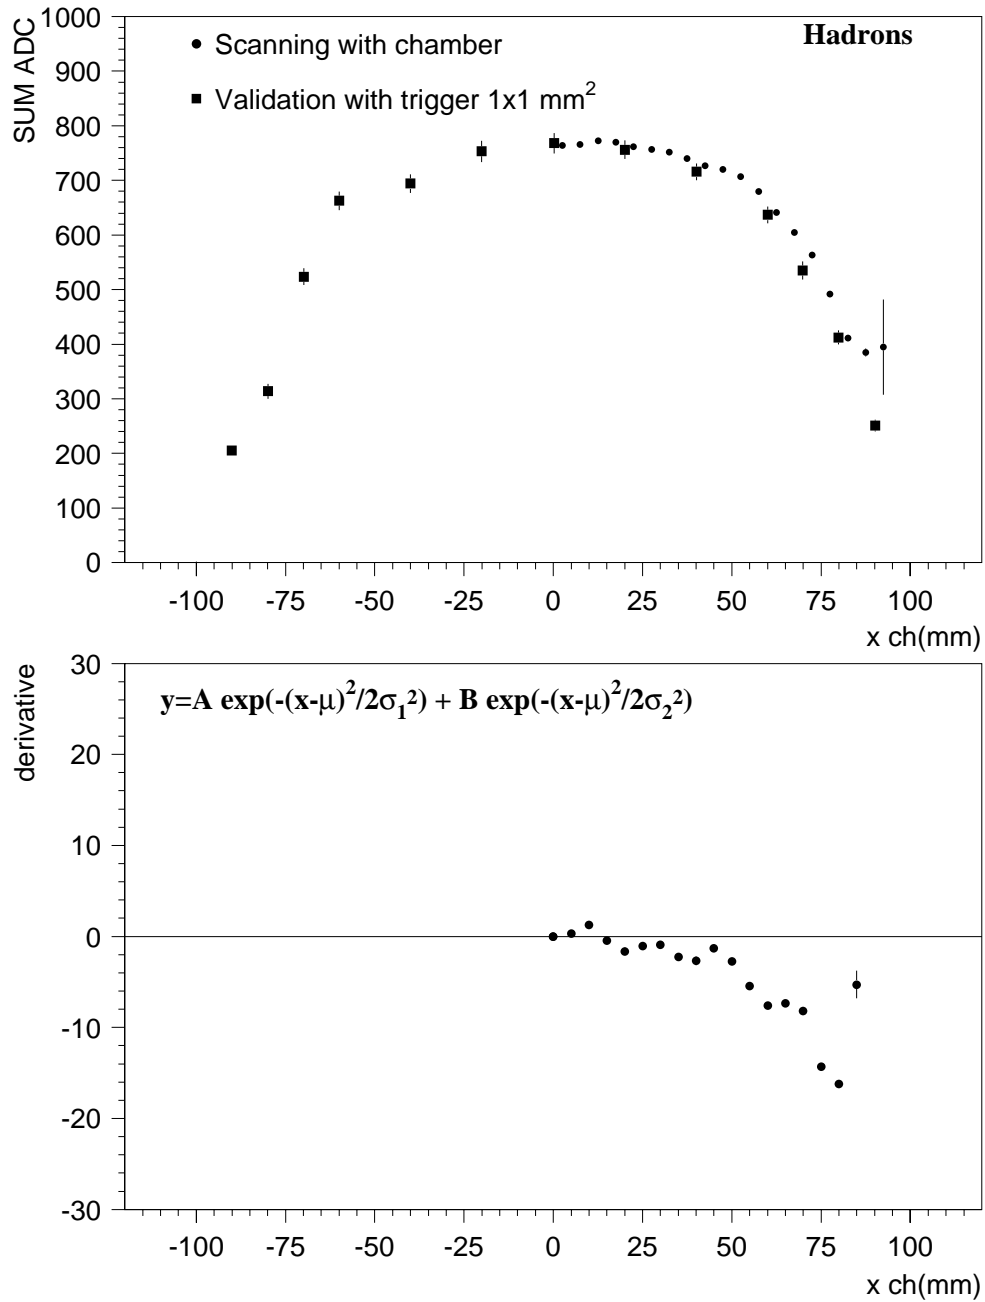 SUM ADC
1000
900
800
700
600
500
400
300
200
100
0
Hadrons
Scanning with chamber
Validation with trigger 1x1 mm²
-100 -75 -50 -25 0 25 50 75 100
x ch(mm)
derivative
30
20
10
0
-10
-20
-30
y=A exp(-(x-μ)²/2σ₁²) + B exp(-(x-μ)²/2σ₂²)
-100 -75 -50 -25 0 25 50 75 100
x ch(mm)